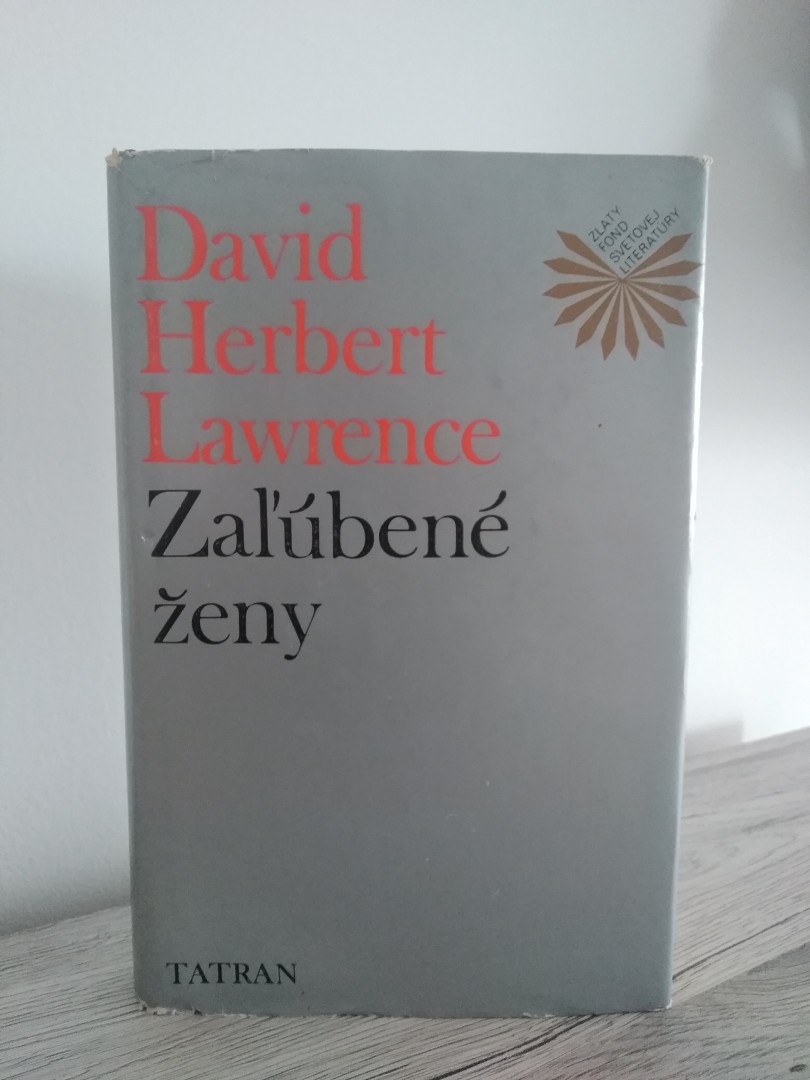 David
Herbert
Lawrence
Zaľúbené
ženy
ZLATÝ
FOND
SVETOVEJ
LITERATÚRY
TATRAN